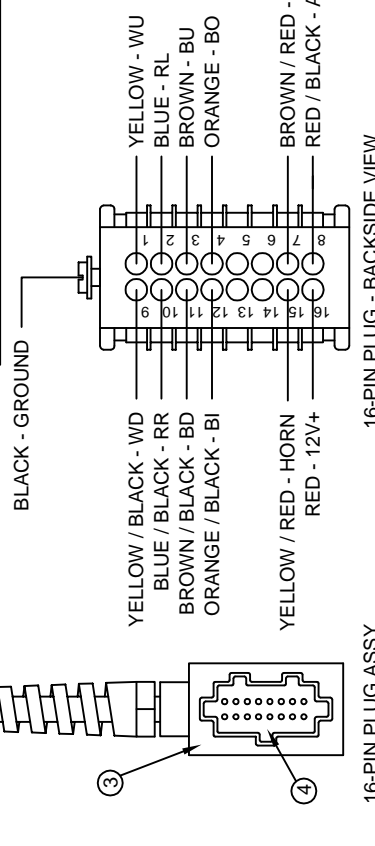 BLACK - GROUND
YELLOW - WU
BLUE - RL
BROWN - BU
ORANGE - BO
BROWN / RED -
RED / BLACK -
1
2
3
4
5
6
7
8
9
10
11
12
13
14
15
16
YELLOW / BLACK - WD
BLUE / BLACK - RR
BROWN / BLACK - BD
ORANGE / BLACK - BI
YELLOW / RED - HORN
RED - 12V+
16-PIN PLUG - BACKSIDE VIEW
3
4
16-PIN PLUG ASSY